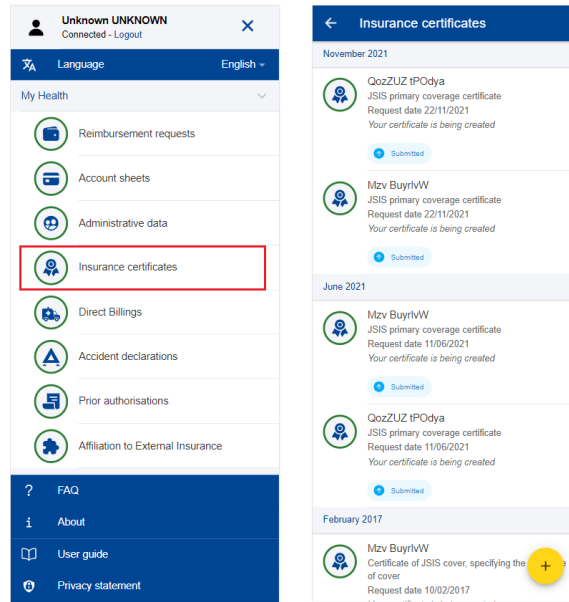 Unknown UNKNOWN
Connected - Logout
Language
English
My Health
Reimbursement requests
Account sheets
Administrative data
Insurance certificates
Direct Billings
Accident declarations
Prior authorisations
Affiliation to External Insurance
? FAQ
i About
User guide
Privacy statement
Insurance certificates
November 2021
QozZUZ tPOdya
JSIS primary coverage certificate
Request date 22/11/2021
Your certificate is being created
Submitted
Mzv BuyrlvW
JSIS primary coverage certificate
Request date 22/11/2021
Your certificate is being created
Submitted
June 2021
Mzv BuyrlvW
JSIS primary coverage certificate
Request date 11/06/2021
Your certificate is being created
Submitted
QozZUZ tPOdya
JSIS primary coverage certificate
Request date 11/06/2021
Your certificate is being created
Submitted
February 2017
Mzv BuyrlvW
Certificate of JSIS cover, specifying the
of cover
Request date 10/02/2017